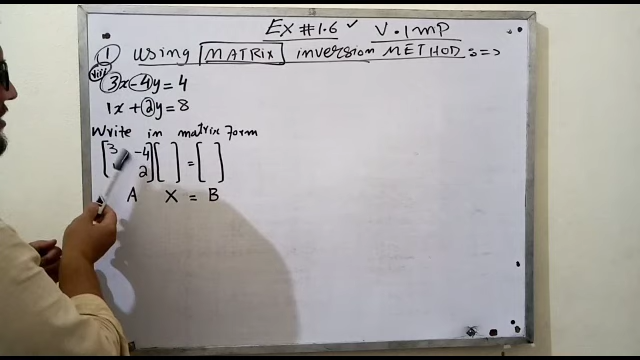 EX # 1.6 ✓ V.IMP
① using MATRIX inversion METHOD s=>
(viii) 3x - 4y = 4
1x + 2y = 8
Write in matrix form
[3 -4] [ ] = [ ]
[ 2]
A X = B